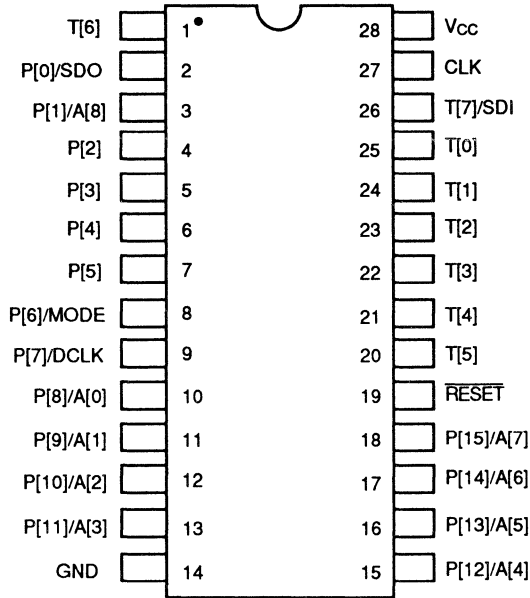 T[6] 1 28 Vcc
P[0]/SDO 2 27 CLK
P[1]/A[8] 3 26 T[7]/SDI
P[2] 4 25 T[0]
P[3] 5 24 T[1]
P[4] 6 23 T[2]
P[5] 7 22 T[3]
P[6]/MODE 8 21 T[4]
P[7]/DCLK 9 20 T[5]
P[8]/A[0] 10 19 RESET
P[9]/A[1] 11 18 P[15]/A[7]
P[10]/A[2] 12 17 P[14]/A[6]
P[11]/A[3] 13 16 P[13]/A[5]
GND 14 15 P[12]/A[4]